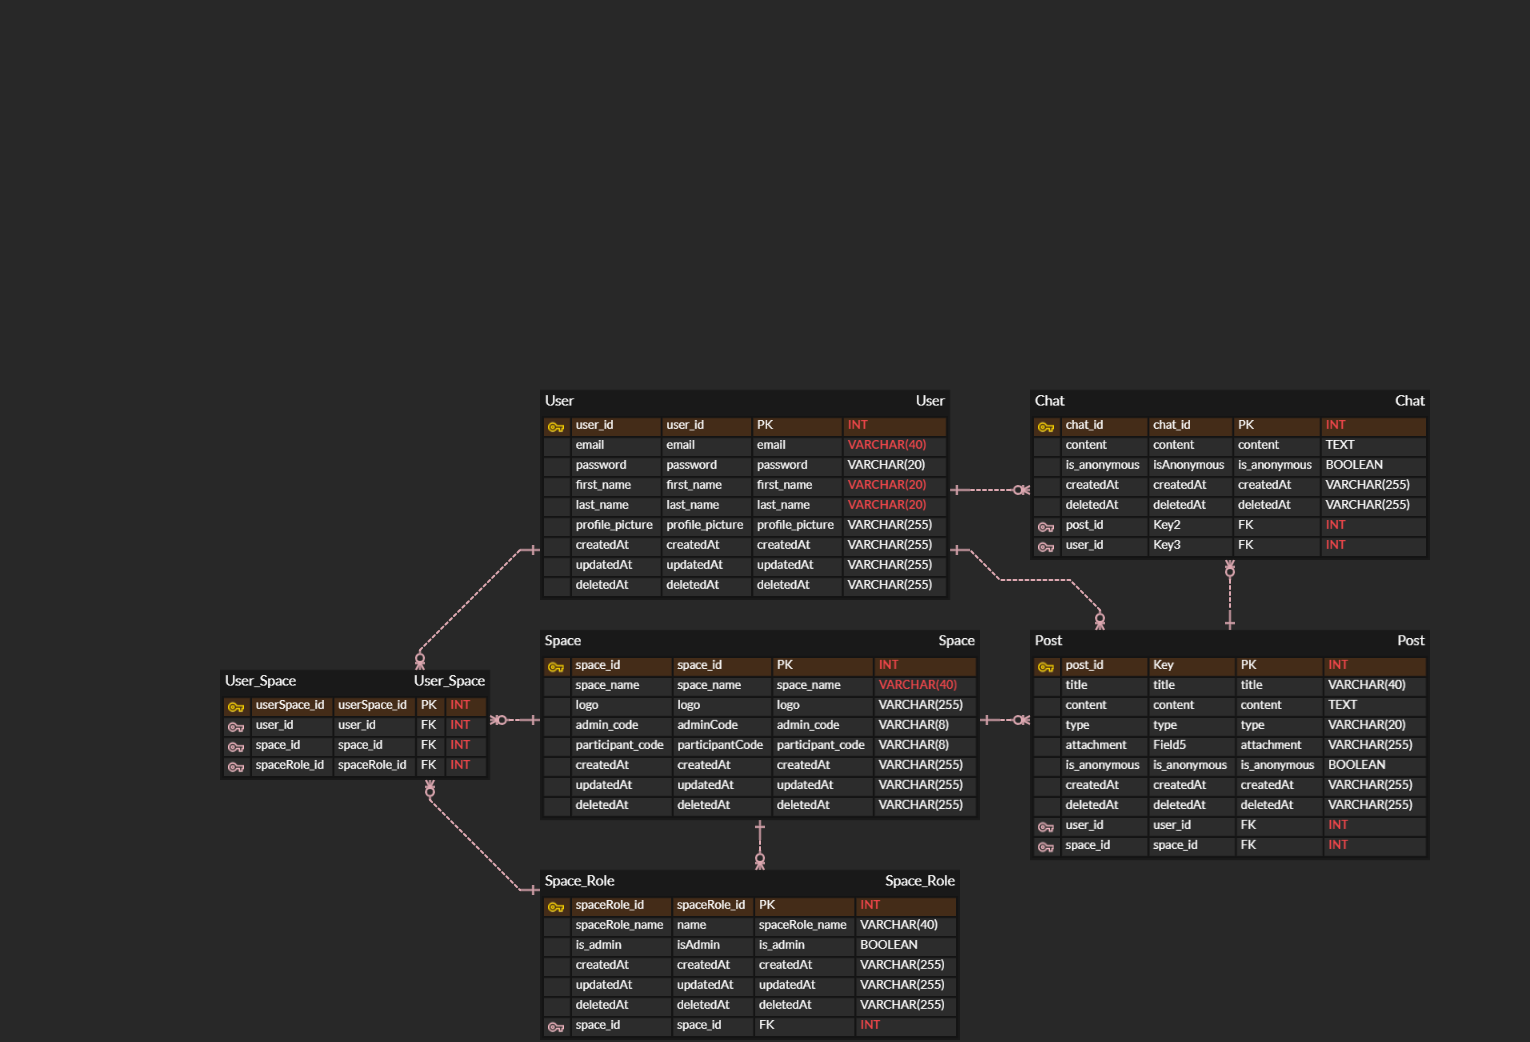 User User
user_id user_id PK INT
email email email VARCHAR(40)
password password password VARCHAR(20)
first_name first_name first_name VARCHAR(20)
last_name last_name last_name VARCHAR(20)
profile_picture profile_picture profile_picture VARCHAR(255)
createdAt createdAt createdAt VARCHAR(255)
updatedAt updatedAt updatedAt VARCHAR(255)
deletedAt deletedAt deletedAt VARCHAR(255)
Chat Chat
chat_id chat_id PK INT
content content content TEXT
is_anonymous isAnonymous is_anonymous BOOLEAN
createdAt createdAt createdAt VARCHAR(255)
deletedAt deletedAt deletedAt VARCHAR(255)
post_id Key2 FK INT
user_id Key3 FK INT
User_Space User_Space
userSpace_id userSpace_id PK INT
user_id user_id FK INT
space_id space_id FK INT
spaceRole_id spaceRole_id FK INT
Space Space
space_id space_id PK INT
space_name space_name space_name VARCHAR(40)
logo logo logo VARCHAR(255)
admin_code adminCode admin_code VARCHAR(8)
participant_code participantCode participant_code VARCHAR(8)
createdAt createdAt createdAt VARCHAR(255)
updatedAt updatedAt updatedAt VARCHAR(255)
deletedAt deletedAt deletedAt VARCHAR(255)
Post Post
post_id Key PK INT
title title title VARCHAR(40)
content content content TEXT
type type type VARCHAR(20)
attachment Field5 attachment VARCHAR(255)
is_anonymous is_anonymous is_anonymous BOOLEAN
createdAt createdAt createdAt VARCHAR(255)
deletedAt deletedAt deletedAt VARCHAR(255)
user_id user_id FK INT
space_id space_id FK INT
Space_Role Space_Role
spaceRole_id spaceRole_id PK INT
spaceRole_name name spaceRole_name VARCHAR(40)
is_admin isAdmin is_admin BOOLEAN
createdAt createdAt createdAt VARCHAR(255)
updatedAt updatedAt updatedAt VARCHAR(255)
deletedAt deletedAt deletedAt VARCHAR(255)
space_id space_id FK INT